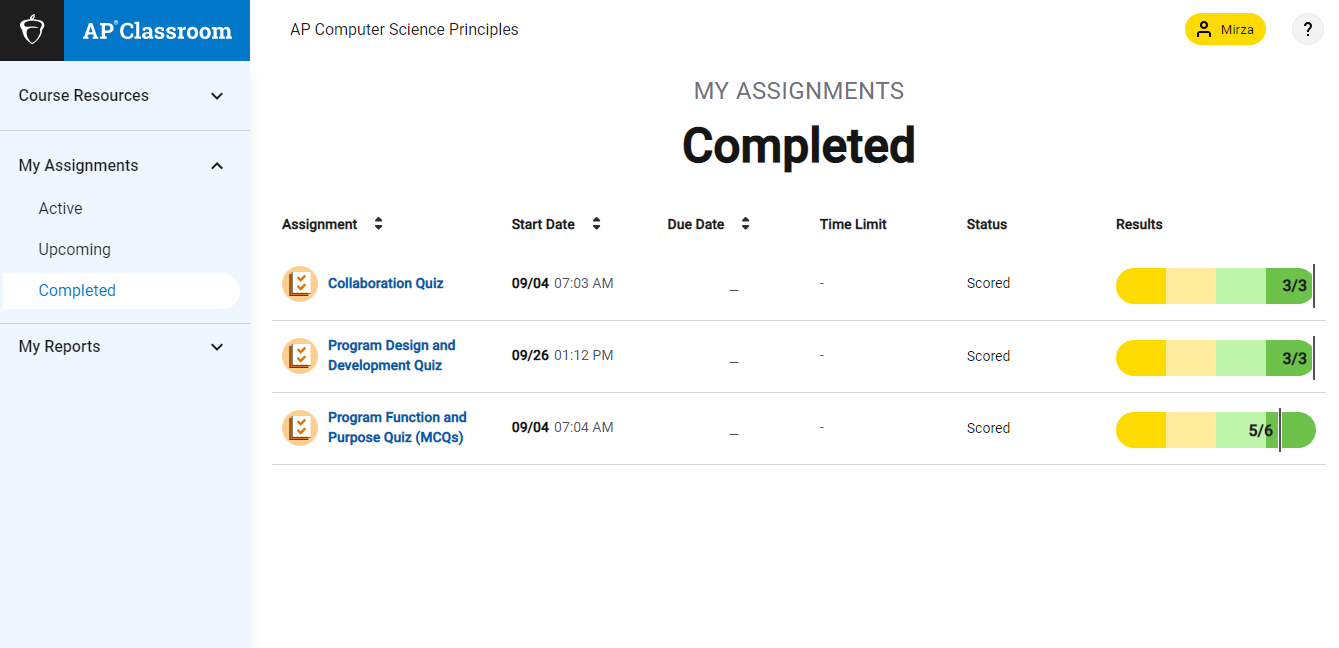 AP® Classroom
AP Computer Science Principles
Mirza
?
Course Resources
My Assignments
Active
Upcoming
Completed
My Reports
MY ASSIGNMENTS
Completed
Assignment Start Date Due Date Time Limit Status Results
Collaboration Quiz 09/04 07:03 AM _ - Scored 3/3
Program Design and
Development Quiz 09/26 01:12 PM _ - Scored 3/3
Program Function and
Purpose Quiz (MCQs) 09/04 07:04 AM _ - Scored 5/6